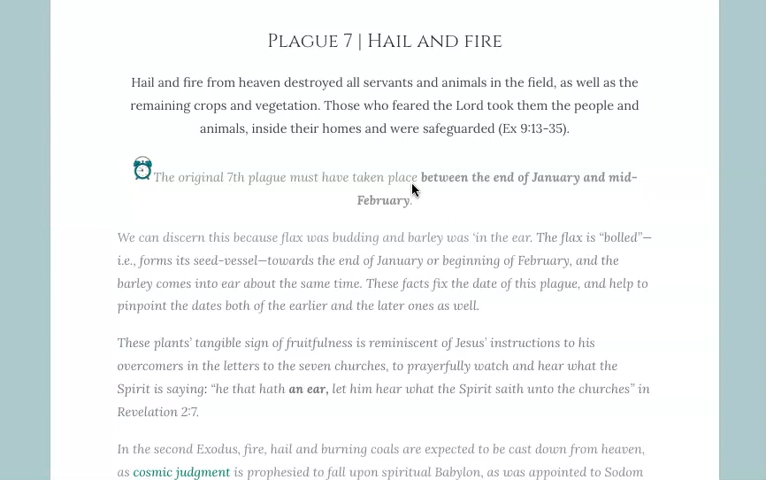 Plague 7 | Hail and fire
Hail and fire from heaven destroyed all servants and animals in the field, as well as the
remaining crops and vegetation. Those who feared the Lord took them the people and
animals, inside their homes and were safeguarded (Ex 9:13-35).
The original 7th plague must have taken place between the end of January and mid-
February.
We can discern this because flax was budding and barley was ‘in the ear. The flax is “bolled”—
i.e., forms its seed-vessel—towards the end of January or beginning of February, and the
barley comes into ear about the same time. These facts fix the date of this plague, and help to
pinpoint the dates both of the earlier and the later ones as well.
These plants’ tangible sign of fruitfulness is reminiscent of Jesus’ instructions to his
overcomers in the letters to the seven churches, to prayerfully watch and hear what the
Spirit is saying: “he that hath an ear, let him hear what the Spirit saith unto the churches” in
Revelation 2:7.
In the second Exodus, fire, hail and burning coals are expected to be cast down from heaven,
as cosmic judgment is prophesied to fall upon spiritual Babylon, as was appointed to Sodom